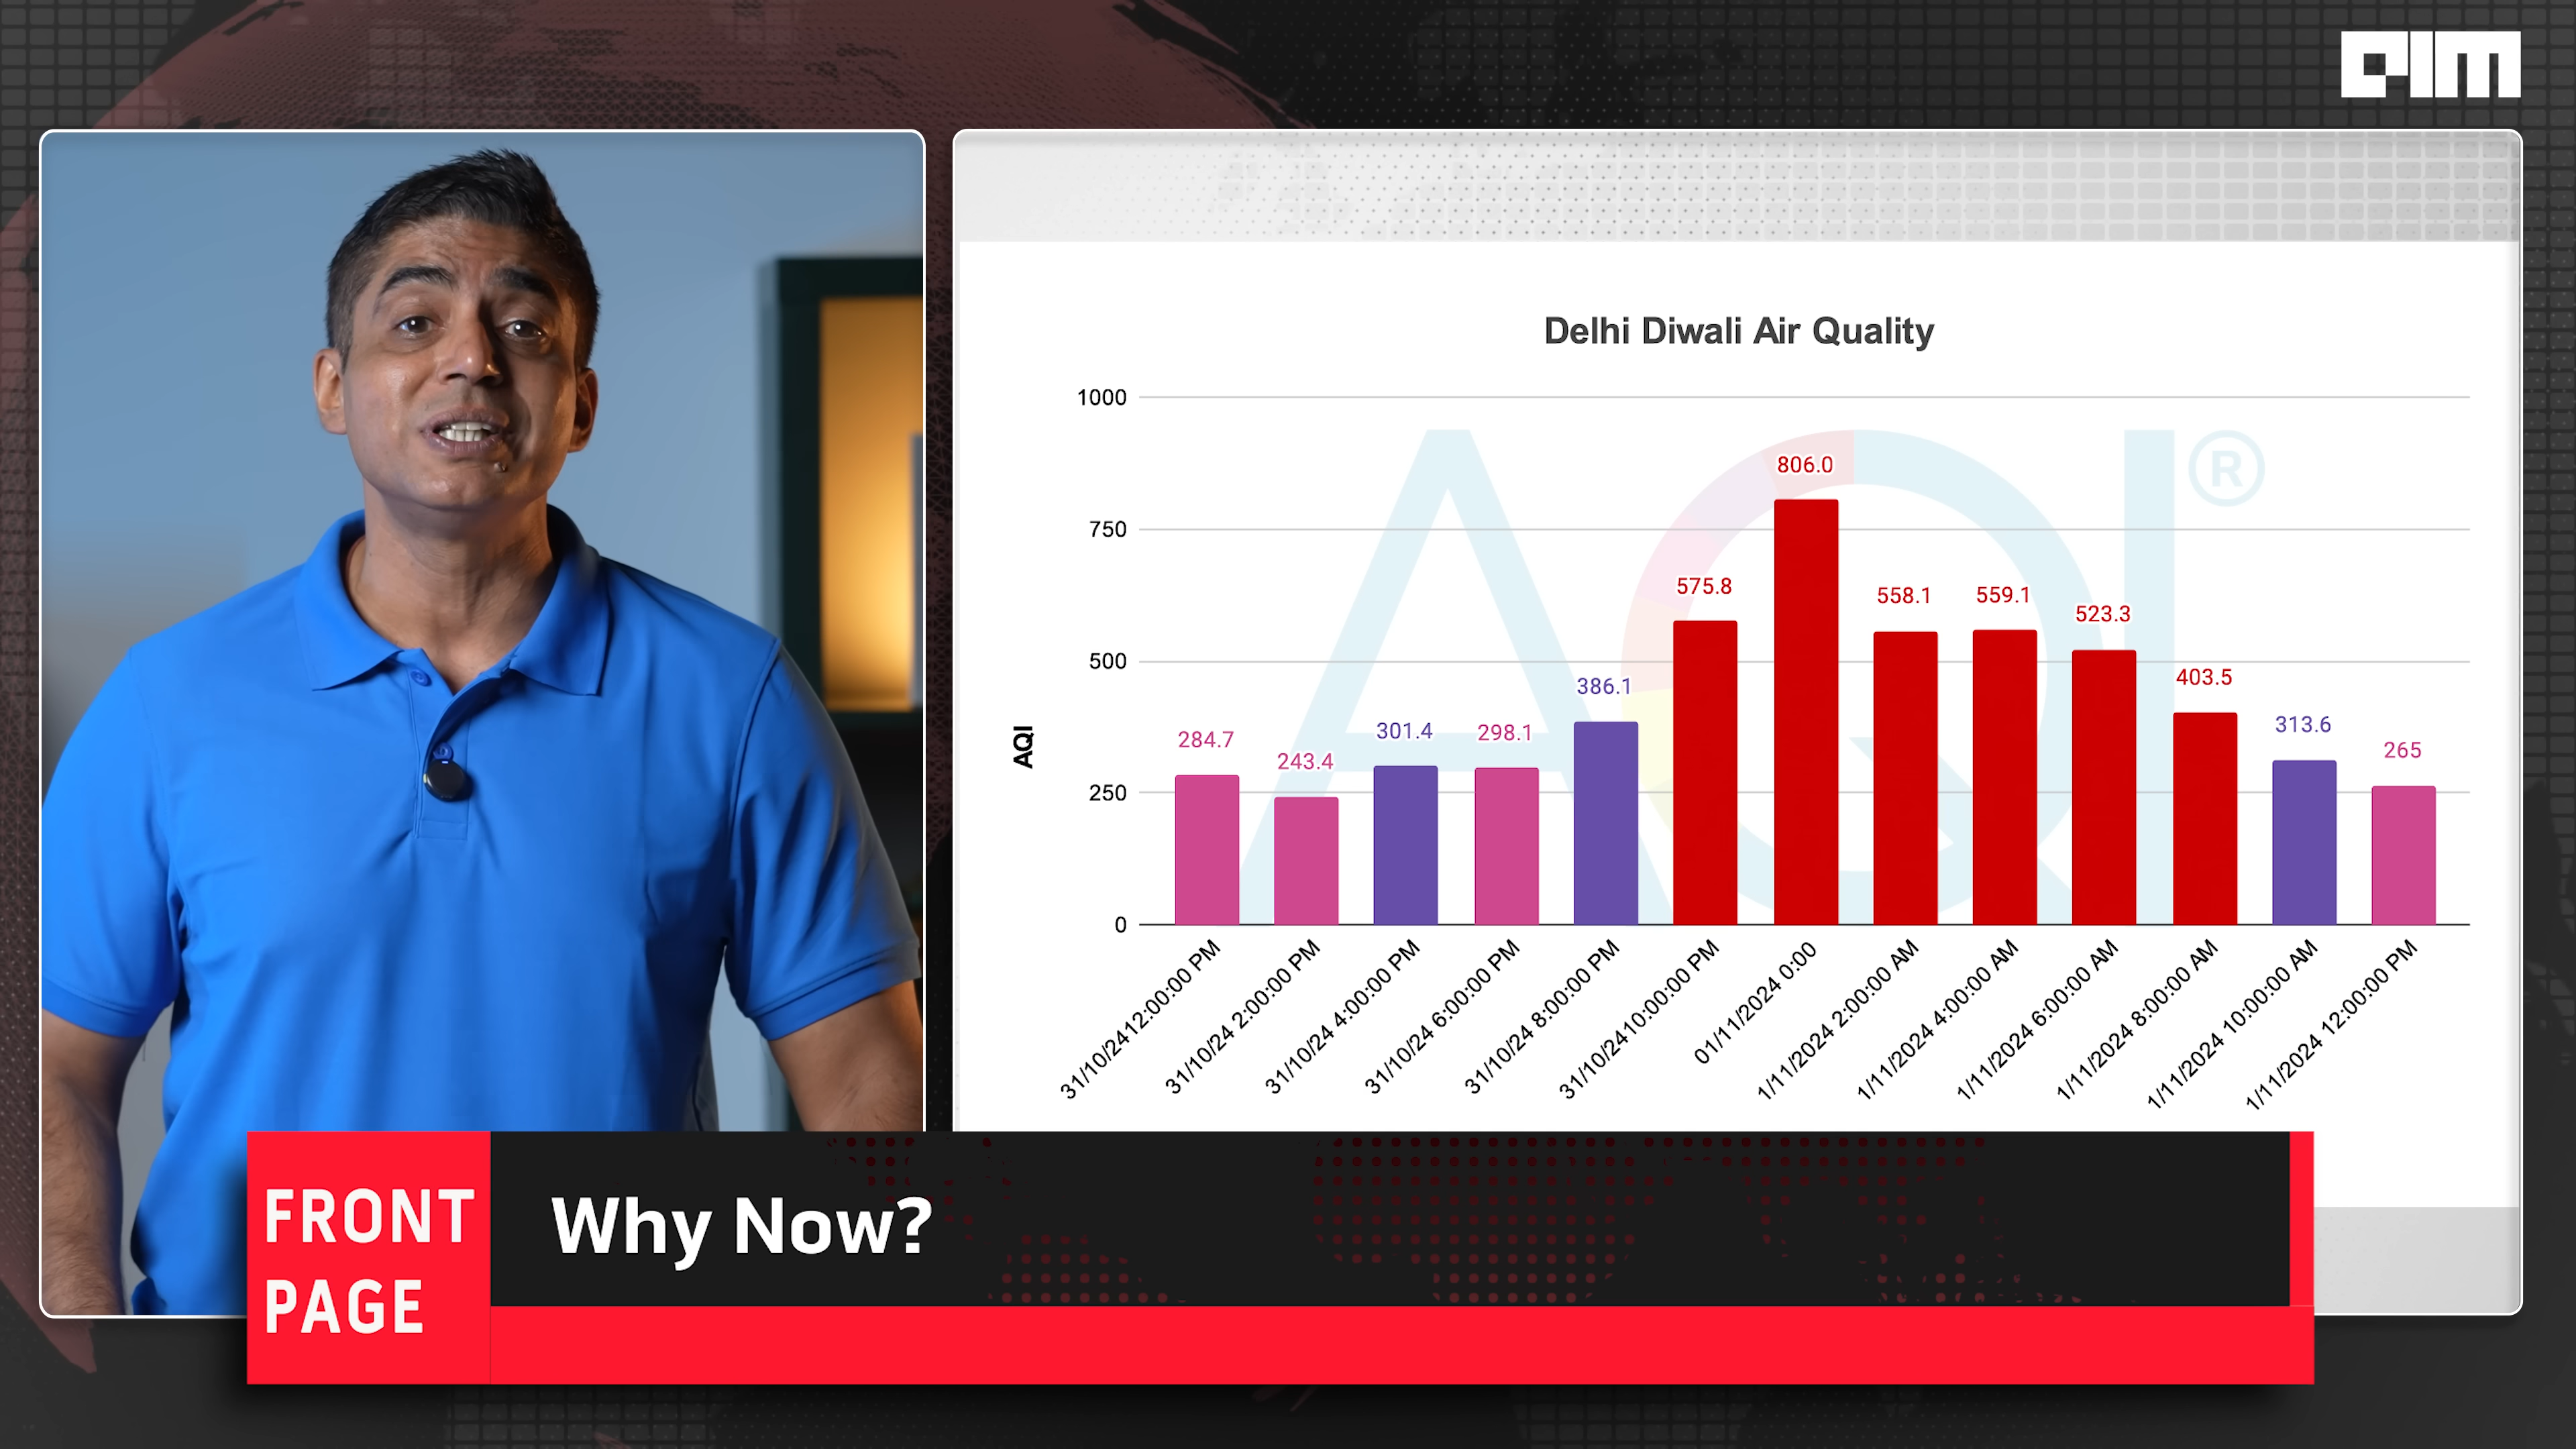 AIM
Delhi Diwali Air Quality
1000
750
500
250
0
AQI
AQI®
284.7
243.4
301.4
298.1
386.1
575.8
806.0
558.1
559.1
523.3
403.5
313.6
265
31/10/2412:00:00 PM
31/10/24 2:00:00 PM
31/10/24 4:00:00 PM
31/10/24 6:00:00 PM
31/10/24 8:00:00 PM
31/10/2410:00:00 PM
01/11/2024 0:00
1/11/2024 2:00:00 AM
1/11/2024 4:00:00 AM
1/11/2024 6:00:00 AM
1/11/2024 8:00:00 AM
1/11/2024 10:00:00 AM
1/11/2024 12:00:00 PM
FRONT
PAGE
Why Now?